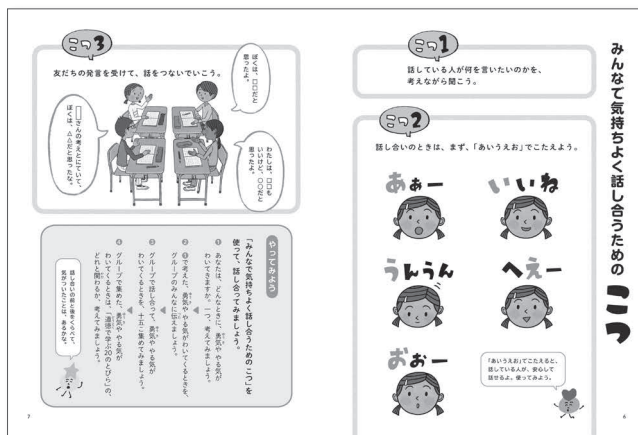 みんなで気持ちよく話し合うための こつ
こつ1
話している人が何を言いたいのかを、
考えながら聞こう。
こつ2
話し合いのときは、まず、「あいうえお」でこたえよう。
あぁー
いいね
うんうん
へえー
おぉー
「あいうえお」でこたえると、
話している人が、安心して
話せるよ。使ってみよう。
6
こつ3
友だちの発言を受けて、話をつないでいこう。
ぼくは、□□だと
思ったよ。
わたしは、□□も
いいけど、○○だと
思ったよ。
□さんの考えとにていて、
ぼくは、△△だと思ったな。
やってみよう
「みんなで気持ちよく話し合うための こつ」を
使って、話し合ってみましょう。
① あなたは、どんなときに、勇気や やる気が
わいてきますか。一つ、考えてみましょう。
② ①で考えた、勇気や やる気がわいてくるときを、
グループのみんなに伝えましょう。
③ グループで話し合って、勇気や やる気が
わいてくるときを、十五こ集めてみましょう。
④ グループで集めた、勇気や やる気が
わいてくるときは、「道徳で学ぶ20のとびら」の、
どれと関わるか、考えてみましょう。
話し合いの前と後をくらべて、
気がついたことは、あるかな。
7